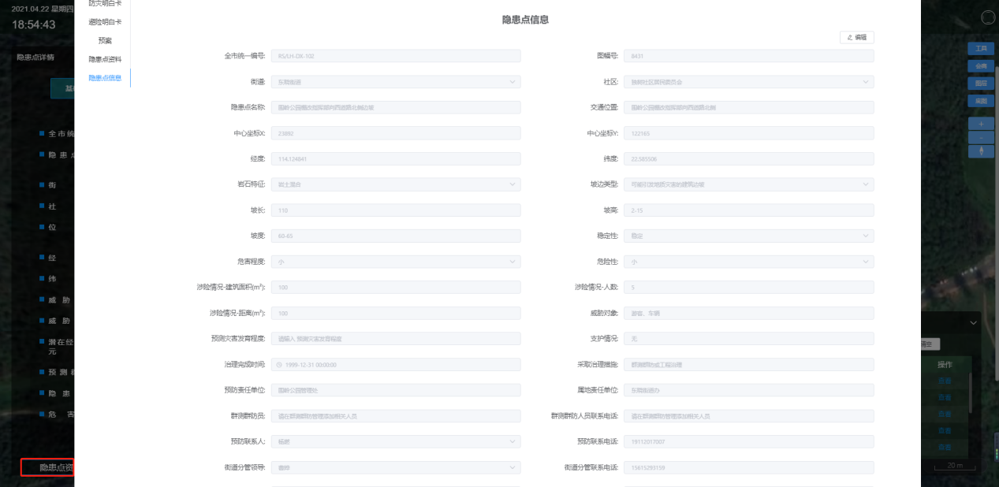 2021.04.22 星期四
18:54:43
隐患点详情
全 市 统
隐 患
街
社
位
经
纬
威 胁
威 胁
潜在经
元
预 测
隐 患
危 害
隐患点资
防灾明白卡
避险明白卡
预案
隐患点资料
隐患点信息
隐患点信息
编辑
全市统一编号: RS/LH-DX-102
图幅号: 8431
街道: 东晓街道
社区: 独树社区居民委员会
隐患点名称:
交通位置:
中心坐标X: 23892
中心坐标Y: 122165
经度: 114.124841
纬度: 22.585506
岩石特征: 岩土混合
坡边类型: 可能引发地质灾害的建筑边坡
坡长: 110
坡高: 2-15
坡度: 60-65
稳定性: 稳定
危害程度: 小
危险性: 小
涉险情况-建筑面积(m²): 100
涉险情况-人数: 5
涉险情况-距离(m²): 100
威胁对象: 游客、车辆
预测灾害发育程度: 请输入 预测灾害发育程度
支护情况: 无
治理完成时间: 1999-12-31 00:00:00
采取治理措施: 群测群防或工程治理
预防责任单位: 围岭公园管理处
属地责任单位: 东晓街道办
群测群防员: 请在群测群防管理添加相关人员
群测群防人员联系电话: 请在群测群防管理添加相关人员
预防联系人:
预防联系电话: 19112017007
街道分管领导:
街道分管联系电话: 15615293159
工具
图层
+
-
清空
操作
查看
查看
查看
查看
查看
20 m